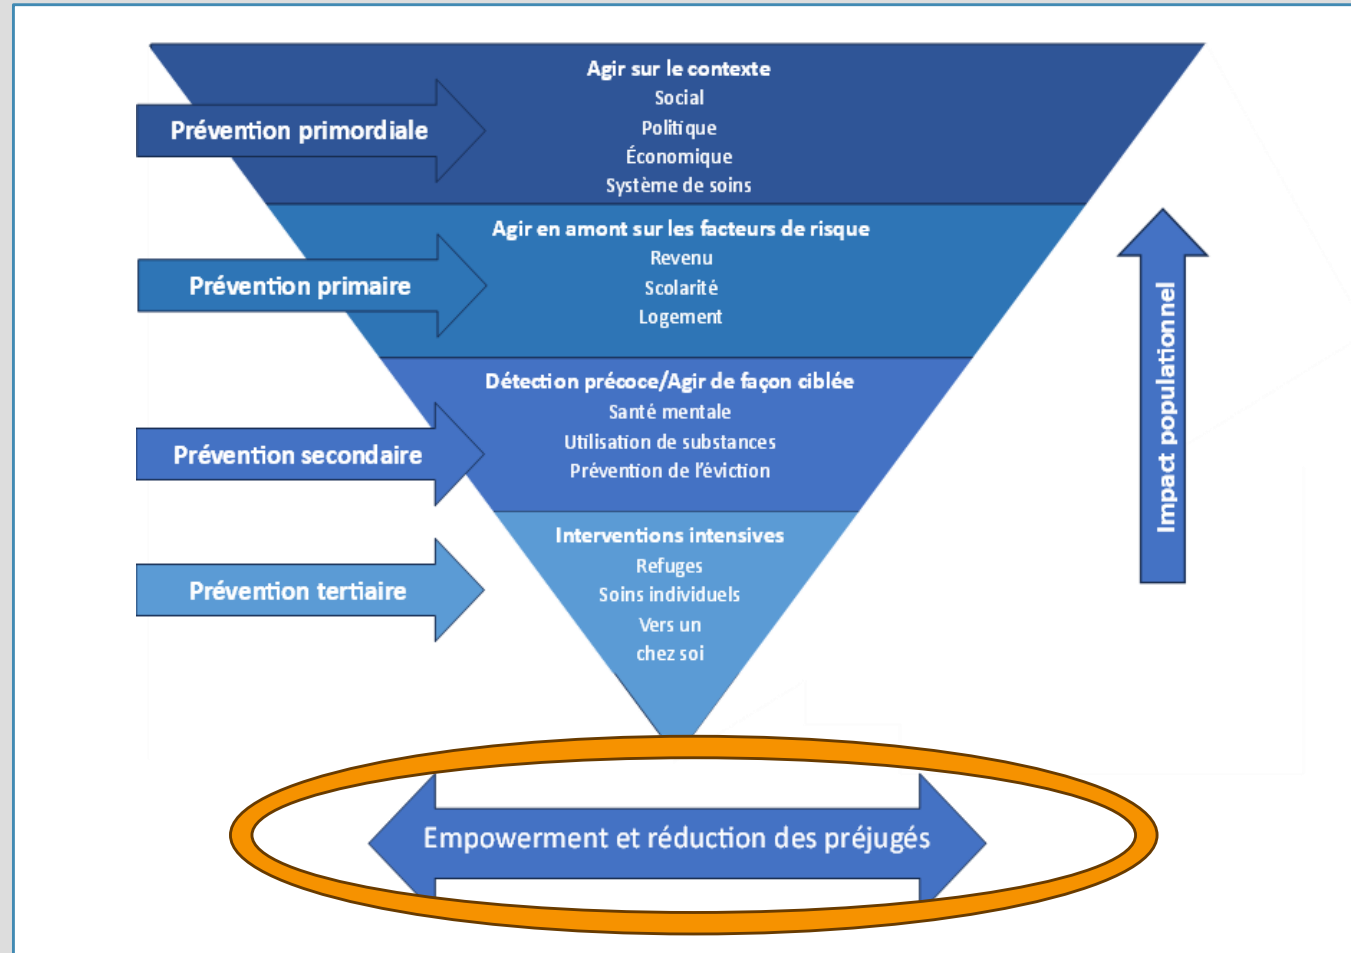 Prévention primordiale
Agir sur le contexte
Social
Politique
Économique
Système de soins
Prévention primaire
Agir en amont sur les facteurs de risque
Revenu
Scolarité
Logement
Prévention secondaire
Détection précoce/Agir de façon ciblée
Santé mentale
Utilisation de substances
Prévention de l'éviction
Prévention tertiaire
Interventions intensives
Refuges
Soins individuels
Vers un
chez soi
Impact populationnel
Empowerment et réduction des préjugés